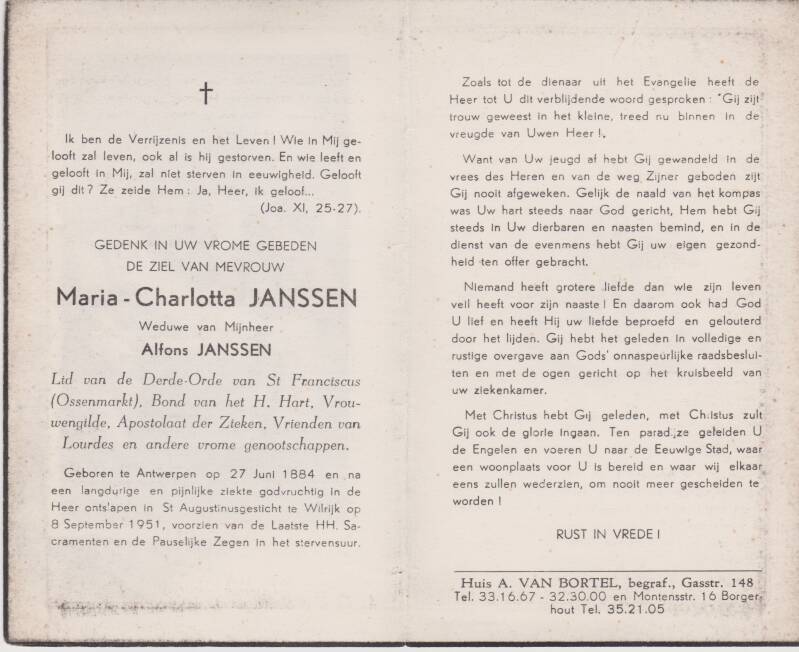 †
Ik ben de Verrijzenis en het Leven! Wie in Mij ge-
looft zal leven, ook al is hij gestorven. En wie leeft en
gelooft in Mij, zal niet sterven in eeuwigheid. Gelooft
gij dit? Ze zeide Hem: Ja, Heer, ik geloof...
(Joa. XI, 25-27).
GEDENK IN UW VROME GEBEDEN
DE ZIEL VAN MEVROUW
Maria-Charlotta JANSSEN
Weduwe van Mijnheer
Alfons JANSSEN
Lid van de Derde-Orde van St Franciscus
(Ossenmarkt), Bond van het H. Hart, Vrou-
wengilde, Apostolaat der Zieken, Vrienden van
Lourdes en andere vrome genootschappen.
Geboren te Antwerpen op 27 Juni 1884 en na
een langdurige en pijnlijke ziekte godvruchtig in de
Heer onts'apen in St Augustinusgesticht te Wilrijk op
8 September 1951, voorzien van de Laatste HH. Sa-
cramenten en de Pauselijke Zegen in het stervensuur.
Zoals tot de dienaar uit het Evangelie heeft de
Heer tot U dit verblijdende woord gesproken: "Gij zijt
trouw geweest in het kleine, treed nu binnen in de
vreugde van Uwen Heer!„
Want van Uw jeugd af hebt Gij gewandeld in de
vrees des Heren en van de weg Zijner geboden zijt
Gij nooit afgeweken. Gelijk de naald van het kompas
was Uw hart steeds naar God gericht, Hem hebt Gij
steeds in Uw dierbaren en naasten bemind, en in de
dienst van de evenmens hebt Gij uw eigen gezond-
heid ten offer gebracht.
Niemand heeft grotere liefde dan wie zijn leven
veil heeft voor zijn naaste! En daarom ook had God
U lief en heeft Hij uw liefde beproefd en gelouterd
door het lijden. Gij hebt het geleden in volledige en
rustige overgave aan Gods' onnaspeurlijke raadsbeslui-
ten en met de ogen gericht op het kruisbeeld van
uw ziekenkamer.
Met Christus hebt Gij geleden, met Christus zult
Gij ook de glorie ingaan. Ten paradijze geleiden U
de Engelen en voeren U naar de Eeuwige Stad, waar
een woonplaats voor U is bereid en waar wij elkaar
eens zullen wederzien, om nooit meer gescheiden te
worden!
RUST IN VREDE!
Huis A. VAN BORTEL, begraf., Gasstr. 148
Tel. 33.16.67 - 32.30.00 en Montensstr. 16 Borger-
hout Tel. 35.21.05